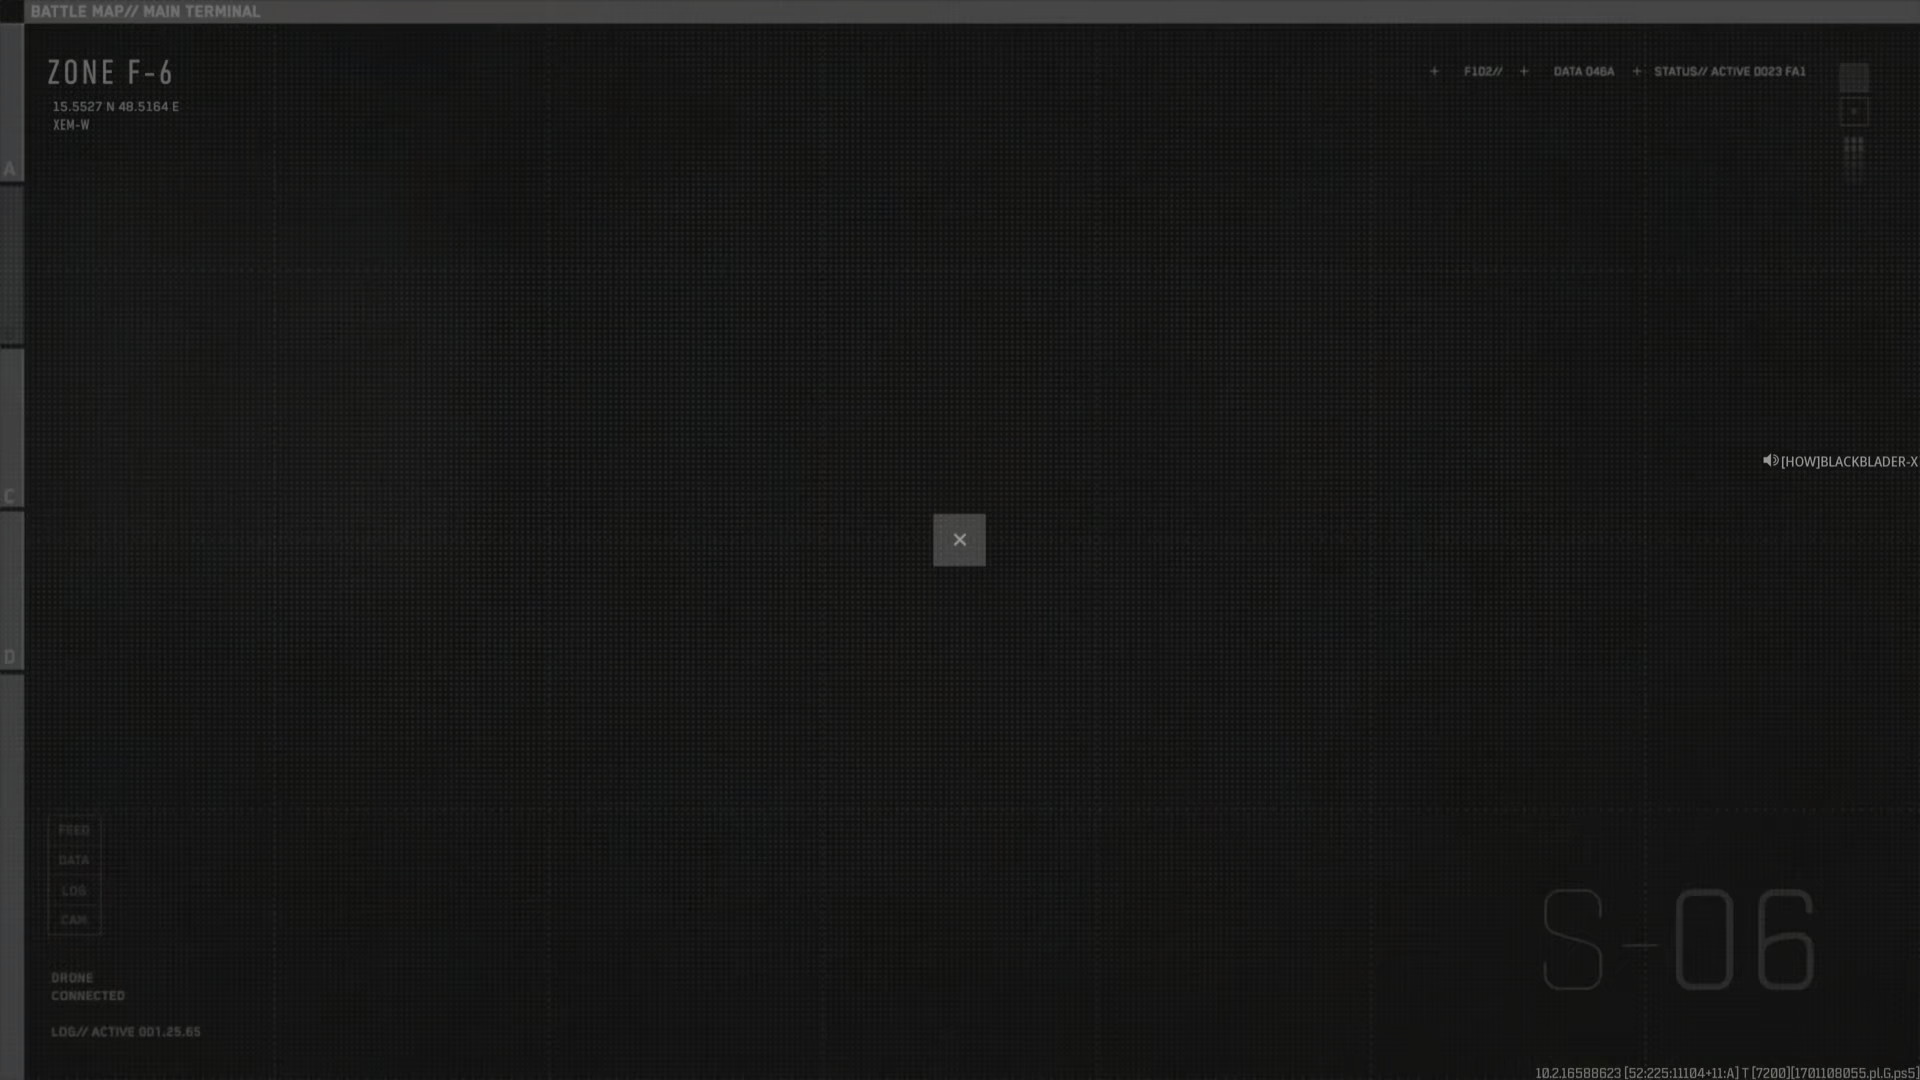 BATTLE MAP// MAIN TERMINAL
ZONE F-6
15.5527 N 48.5164 E
XEM-W
+ F102// + DATA 046A + STATUS// ACTIVE 0023 FA1
A
C
D
[HOW]BLACKBLADER-X
FEED
DATA
LOG
CAM
DRONE
CONNECTED
LOG// ACTIVE 001.25.65
S-06
10.2.16588623 [52:225:11104+11:A] T [7200][1701108055.pl.G.ps5]